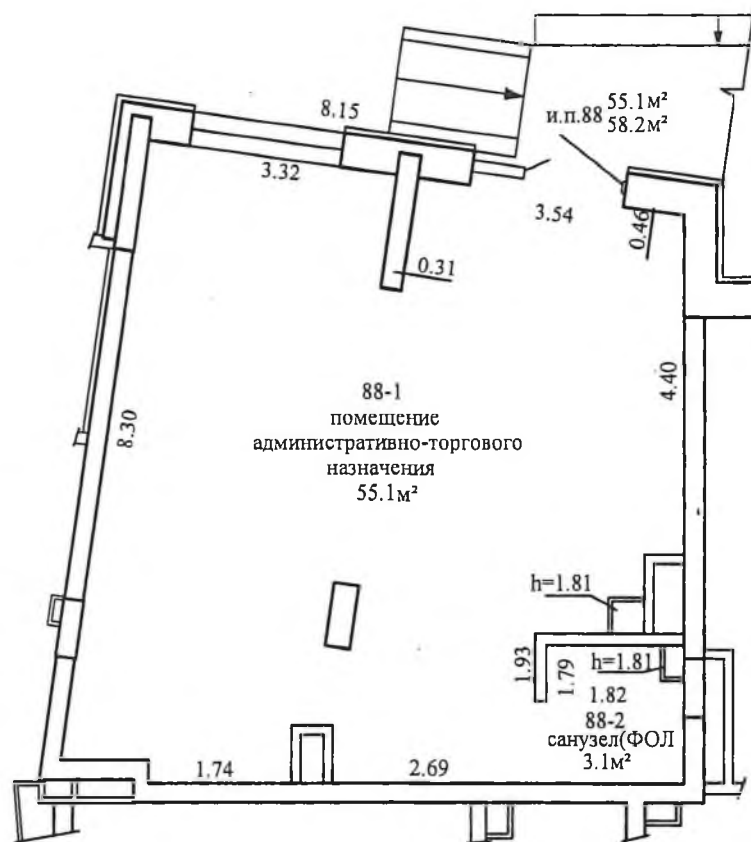 8.15
и.п.88 55.1м²
58.2м²
3.32
3.54
0.46
0.31
4.40
8.30
88-1
помещение
административно-торгового
назначения
55.1м²
h=1.81
1.93
1.79
h=1.81
1.82
88-2
санузел(ФОЛ
3.1м²
1.74
2.69